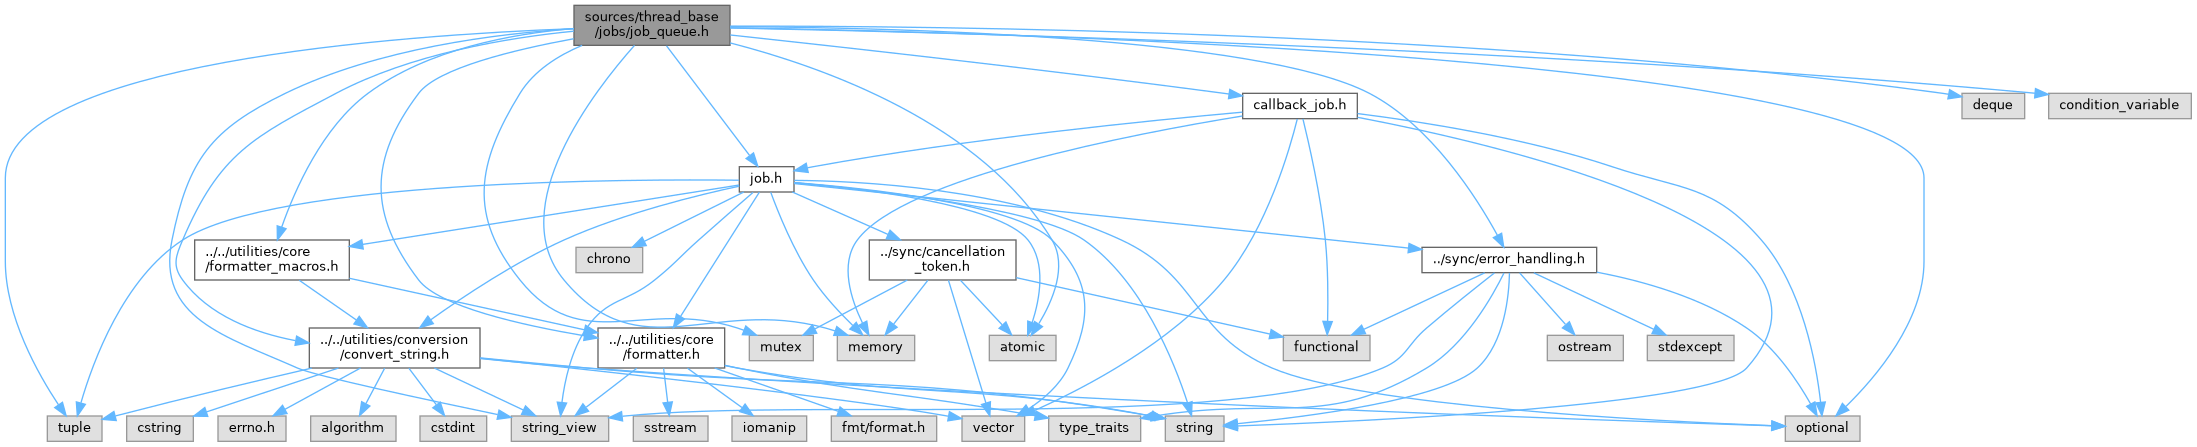 sources/thread_base
/jobs/job_queue.h
callback_job.h
deque
condition_variable
job.h
../../utilities/core
/formatter_macros.h
chrono
../sync/cancellation
_token.h
../sync/error_handling.h
../../utilities/conversion
/convert_string.h
../../utilities/core
/formatter.h
mutex
memory
atomic
functional
ostream
stdexcept
tuple
cstring
errno.h
algorithm
cstdint
string_view
sstream
iomanip
fmt/format.h
vector
type_traits
string
optional